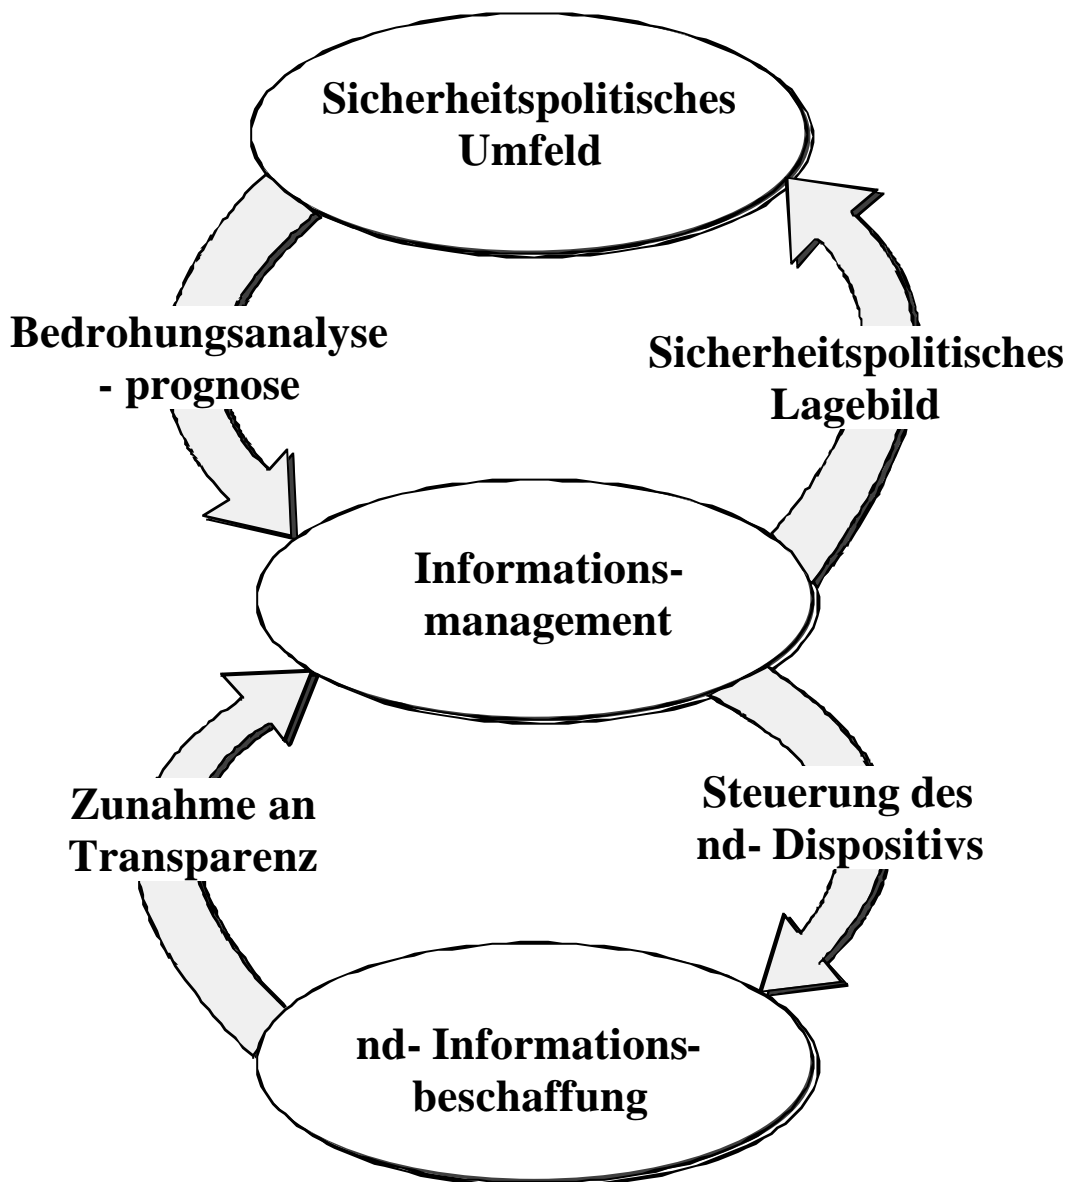 Sicherheitspolitisches
Umfeld
Bedrohungsanalyse
- prognose
Sicherheitspolitisches
Lagebild
Informations-
management
Zunahme an
Transparenz
Steuerung des
nd- Dispositivs
nd- Informations-
beschaffung